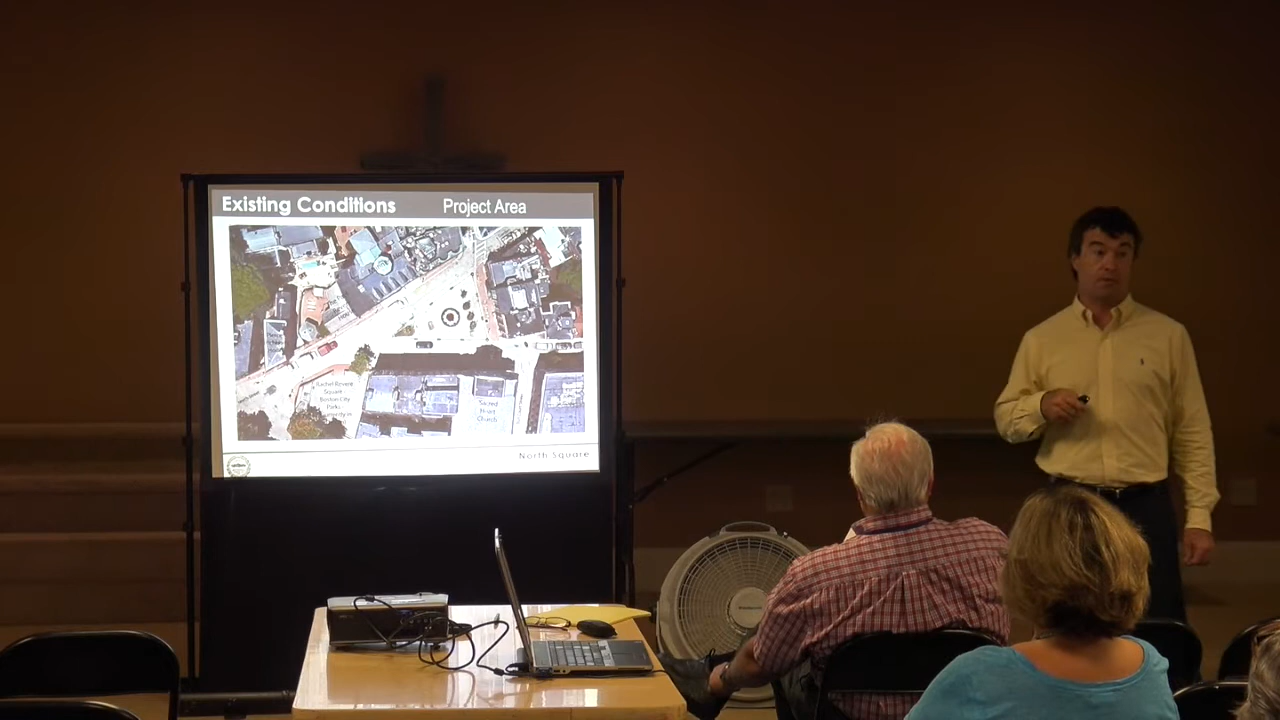 Existing Conditions Project Area
Rachel Revere
Square -
Boston City
Parks
Sacred
Heart
Church
North Square